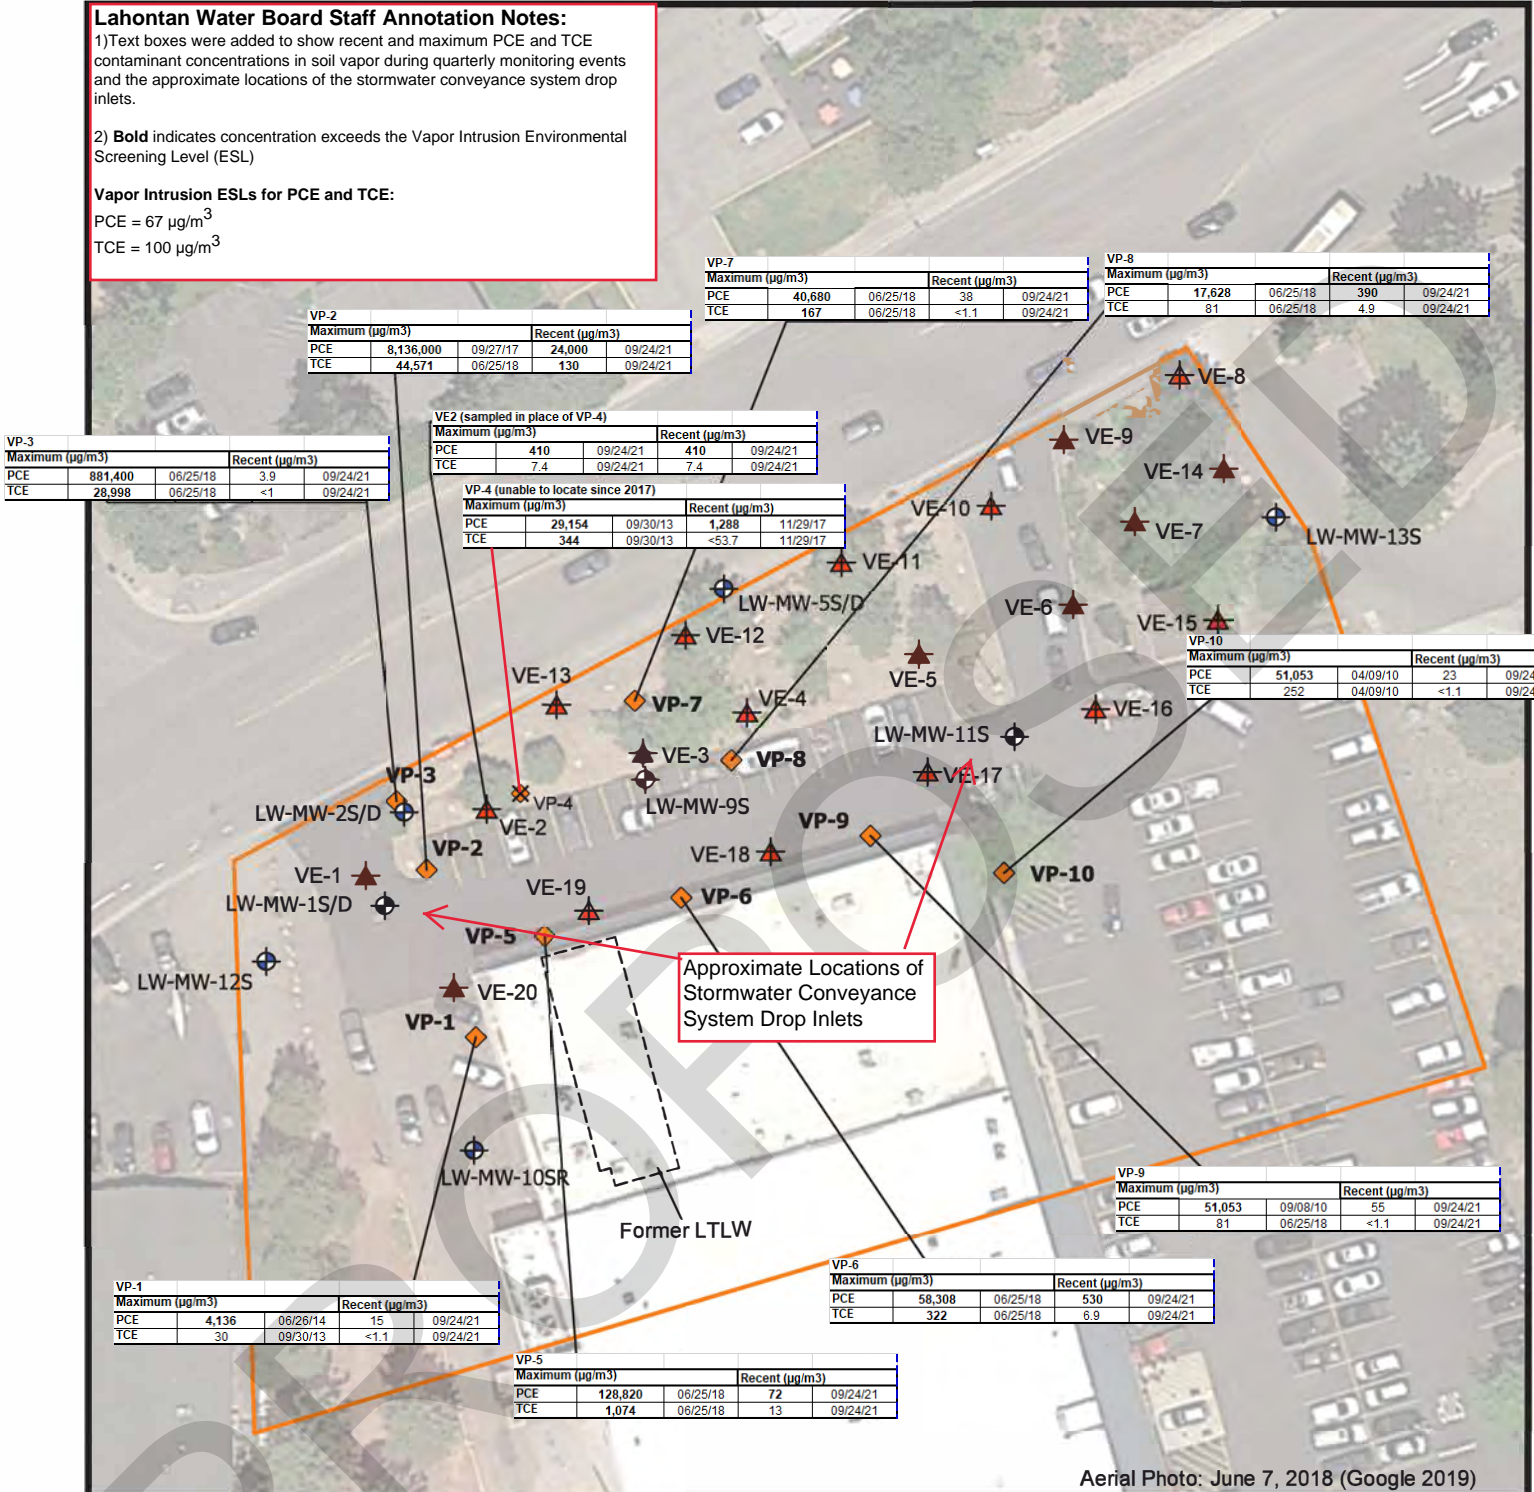 Lahontan Water Board Staff Annotation Notes:
1)Text boxes were added to show recent and maximum PCE and TCE
contaminant concentrations in soil vapor during quarterly monitoring events
and the approximate locations of the stormwater conveyance system drop
inlets.
2) Bold indicates concentration exceeds the Vapor Intrusion Environmental
Screening Level (ESL)
Vapor Intrusion ESLs for PCE and TCE:
PCE = 67 µg/m3
TCE = 100 µg/m3
VP-7
Maximum (µg/m3) Recent (µg/m3)
PCE 40,680 06/25/18 38 09/24/21
TCE 167 06/25/18 <1.1 09/24/21
VP-8
Maximum (µg/m3) Recent (µg/m3)
PCE 17,628 06/25/18 390 09/24/21
TCE 81 06/25/18 4.9 09/24/21
VP-2
Maximum (µg/m3) Recent (µg/m3)
PCE 8,136,000 09/27/17 24,000 09/24/21
TCE 44,571 06/25/18 130 09/24/21
VE2 (sampled in place of VP-4)
Maximum (µg/m3) Recent (µg/m3)
PCE 410 09/24/21 410 09/24/21
TCE 7.4 09/24/21 7.4 09/24/21
VP-3
Maximum (µg/m3) Recent (µg/m3)
PCE 881,400 06/25/18 3.9 09/24/21
TCE 28,998 06/25/18 <1 09/24/21
VP-4 (unable to locate since 2017)
Maximum (µg/m3) Recent (µg/m3)
PCE 29,154 09/30/13 1,288 11/29/17
TCE 344 09/30/13 <53.7 11/29/17
VE-8
VE-9
VE-14
VE-10
VE-7
LW-MW-13S
VE-11
LW-MW-5S/D
VE-6
VE-15
VE-12
VP-10
Maximum (µg/m3) Recent (µg/m3)
PCE 51,053 04/09/10 23 09/24
TCE 252 04/09/10 <1.1 09/24
VE-5
VE-13
VP-7
VE-4
VE-16
LW-MW-11S
VE-3
VP-8
VE-17
LW-MW-9S
VP-3
LW-MW-2S/D
VP-4
VE-2
VP-9
VP-2
VE-18
VE-1
VP-10
VE-19
VP-6
LW-MW-1S/D
VP-5
LW-MW-12S
VE-20
VP-1
Approximate Locations of
Stormwater Conveyance
System Drop Inlets
LW-MW-10SR
Former LTLW
VP-9
Maximum (µg/m3) Recent (µg/m3)
PCE 51,053 09/08/10 55 09/24/21
TCE 81 06/25/18 <1.1 09/24/21
VP-6
Maximum (µg/m3) Recent (µg/m3)
PCE 58,308 06/25/18 530 09/24/21
TCE 322 06/25/18 6.9 09/24/21
VP-1
Maximum (µg/m3) Recent (µg/m3)
PCE 4,136 06/26/14 15 09/24/21
TCE 30 09/30/13 <1.1 09/24/21
VP-5
Maximum (µg/m3) Recent (µg/m3)
PCE 128,820 06/25/18 72 09/24/21
TCE 1,074 06/25/18 13 09/24/21
Aerial Photo: June 7, 2018 (Google 2019)
PROPOSED